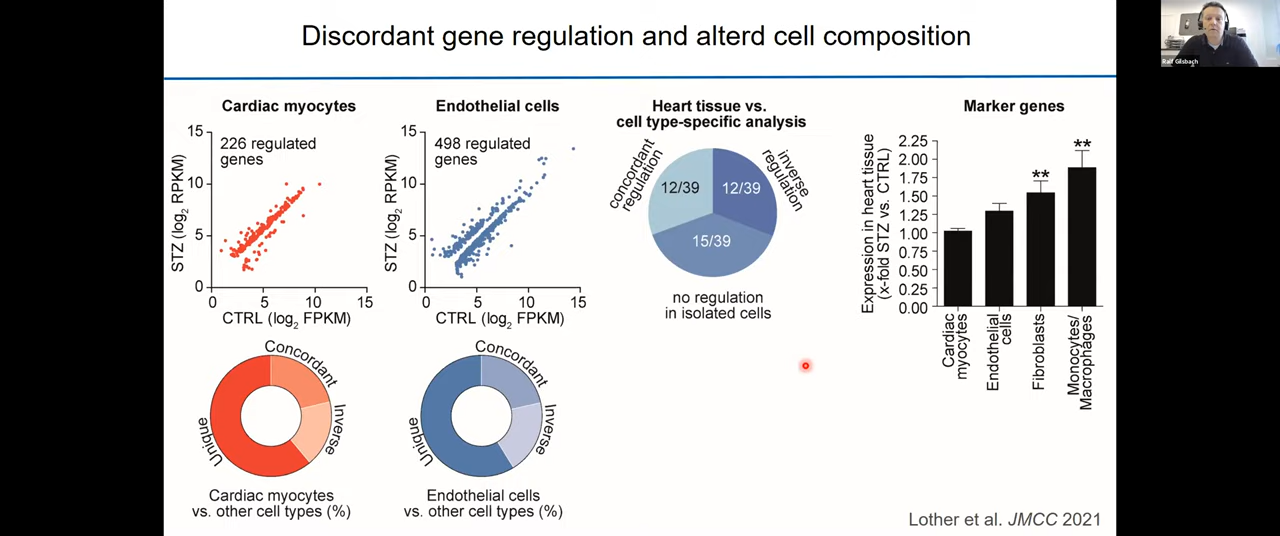 Discordant gene regulation and alterd cell composition
Ralf Gilsbach
Cardiac myocytes
226 regulated
genes
STZ (log2 RPKM)
15
10
5
0
0
5
10
15
CTRL (log2 FPKM)
Endothelial cells
498 regulated
genes
STZ (log2 RPKM)
15
10
5
0
0
5
10
15
CTRL (log2 FPKM)
Heart tissue vs.
cell type-specific analysis
concordant
regulation
12/39
12/39
inverse
regulation
15/39
no regulation
in isolated cells
Marker genes
Expression in heart tissue
(x-fold STZ vs. CTRL)
2.25
2.00
1.75
1.50
1.25
1.00
0.75
0.50
0.25
0.00
**
**
Cardiac
myocytes
Endothelial
cells
Fibroblasts
Monocytes/
Macrophages
Concordant
Inverse
Unique
Cardiac myocytes
vs. other cell types (%)
Concordant
Inverse
Unique
Endothelial cells
vs. other cell types (%)
Lother et al. JMCC 2021